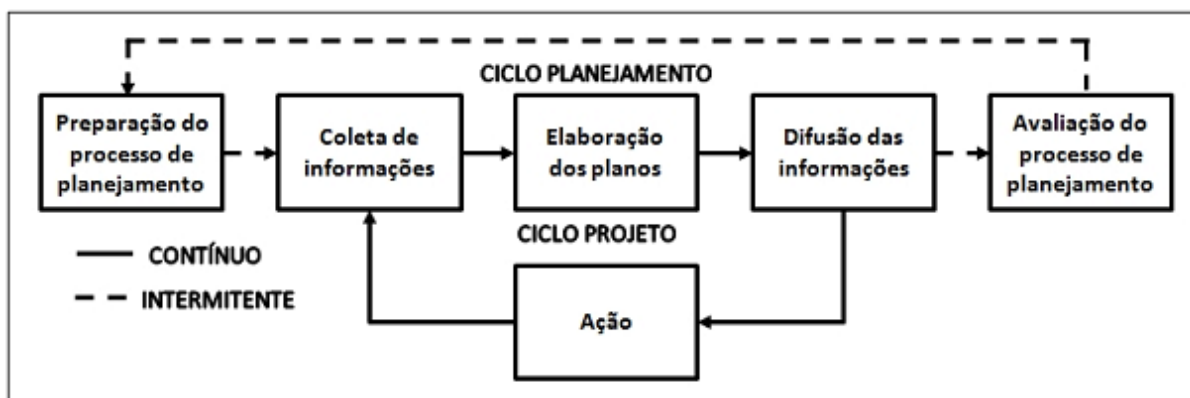 CICLO PLANEJAMENTO
Preparação do
processo de
planejamento
Coleta de
informações
Elaboração
dos planos
Difusão das
informações
Avaliação do
processo de
planejamento
CICLO PROJETO
CONTÍNUO
INTERMITENTE
Ação